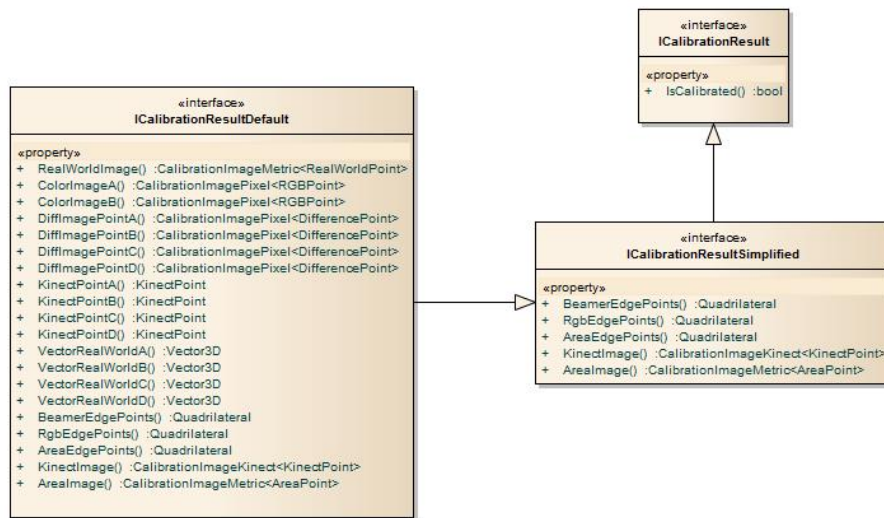 «interface»
ICalibrationResult
«property»
+ IsCalibrated() :bool
«interface»
ICalibrationResultDefault
«property»
+ RealWorldImage() :CalibrationImageMetric<RealWorldPoint>
+ ColorImageA() :CalibrationImagePixel<RGBPoint>
+ ColorImageB() :CalibrationImagePixel<RGBPoint>
+ DiffImagePointA() :CalibrationImagePixel<DifferencePoint>
+ DiffImagePointB() :CalibrationImagePixel<DifferencePoint>
+ DiffImagePointC() :CalibrationImagePixel<DifferencePoint>
+ DiffImagePointD() :CalibrationImagePixel<DifferencePoint>
+ KinectPointA() :KinectPoint
+ KinectPointB() :KinectPoint
+ KinectPointC() :KinectPoint
+ KinectPointD() :KinectPoint
+ VectorRealWorldA() :Vector3D
+ VectorRealWorldB() :Vector3D
+ VectorRealWorldC() :Vector3D
+ VectorRealWorldD() :Vector3D
+ BeamerEdgePoints() :Quadrilateral
+ RgbEdgePoints() :Quadrilateral
+ AreaEdgePoints() :Quadrilateral
+ KinectImage() :CalibrationImageKinect<KinectPoint>
+ AreaImage() :CalibrationImageMetric<AreaPoint>
«interface»
ICalibrationResultSimplified
«property»
+ BeamerEdgePoints() :Quadrilateral
+ RgbEdgePoints() :Quadrilateral
+ AreaEdgePoints() :Quadrilateral
+ KinectImage() :CalibrationImageKinect<KinectPoint>
+ AreaImage() :CalibrationImageMetric<AreaPoint>